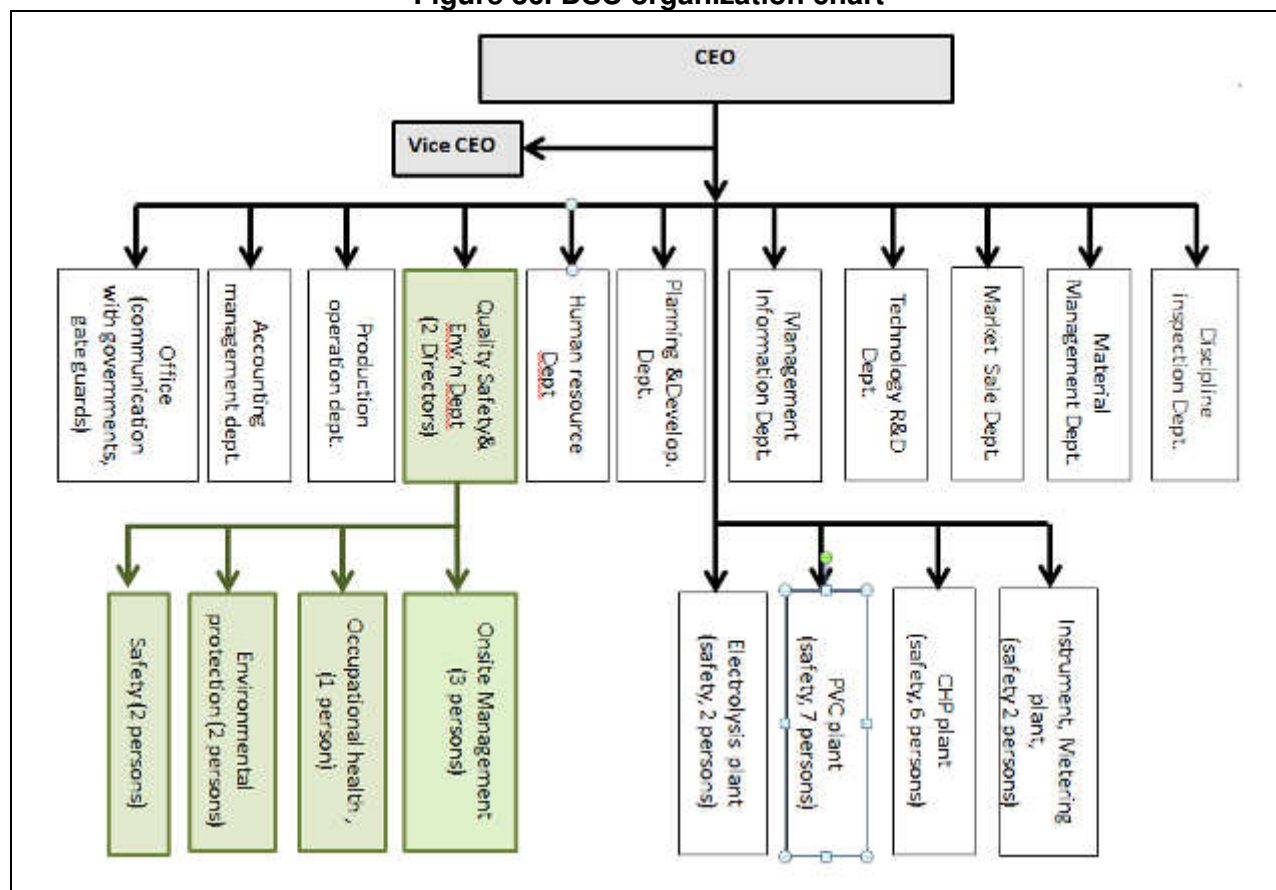 Figure organization chart
CEO
Vice CEO
Office
(communication
with governments,
gate guards)
Accounting
management dept.
Production
operation dept.
Quality Safety&
Env.'n Dept
(2 Directors)
Human resource
Dept
Planning &Develop.
Dept.
Management
Information Dept.
Technology R&D
Dept.
Market Sale Dept.
Material
Management Dept.
Discipline
inspection Dept.
Safety (2 persons)
Environmental
protection (2 persons)
Occupational health ,
(1 person)
Onsite Management
(3 persons)
Electrolysis plant
(safety, 2 persons)
PVC plant
(safety, 7 persons)
CHP plant
(safety, 6 persons)
Instrument, Metering
plant,
(safety 2 persons)